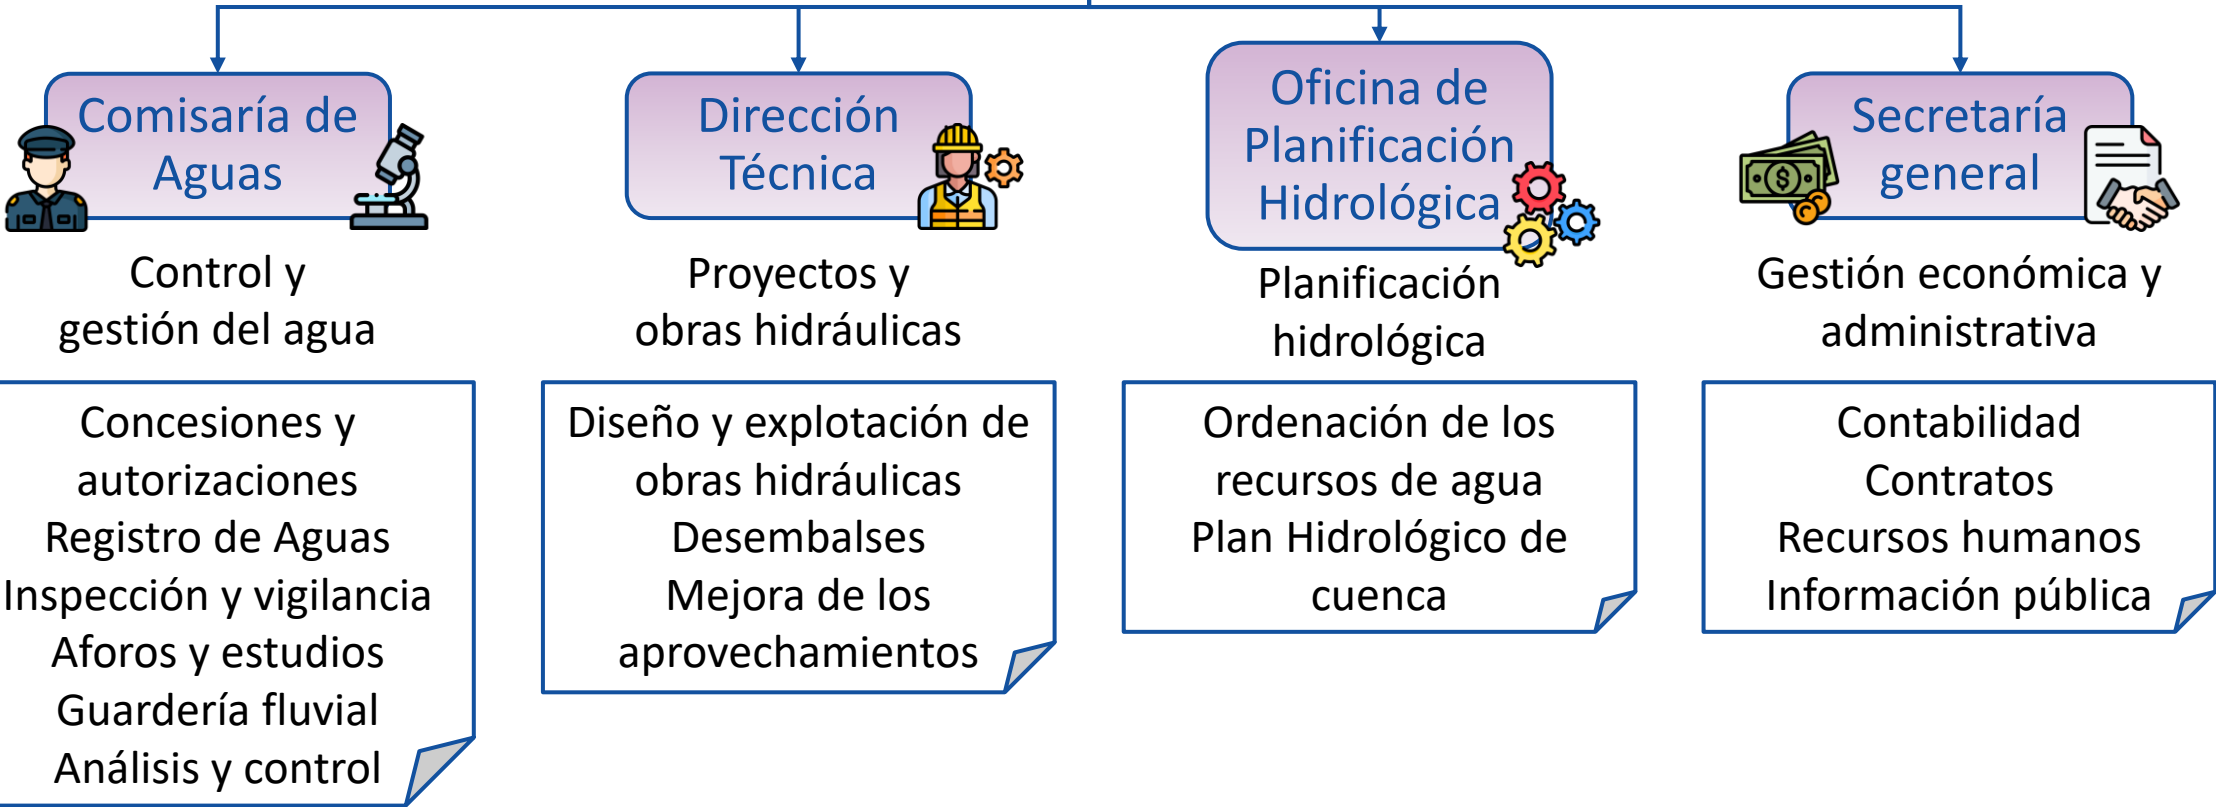 Comisaría de
Aguas
Control y
gestión del agua
Concesiones y
autorizaciones
Registro de Aguas
Inspección y vigilancia
Aforos y estudios
Guardería fluvial
Análisis y control
Dirección
Técnica
Proyectos y
obras hidráulicas
Diseño y explotación de
obras hidráulicas
Desembalses
Mejora de los
aprovechamientos
Oficina de
Planificación
Hidrológica
Planificación
hidrológica
Ordenación de los
recursos de agua
Plan Hidrológico de
cuenca
Secretaría
general
Gestión económica y
administrativa
Contabilidad
Contratos
Recursos humanos
Información pública